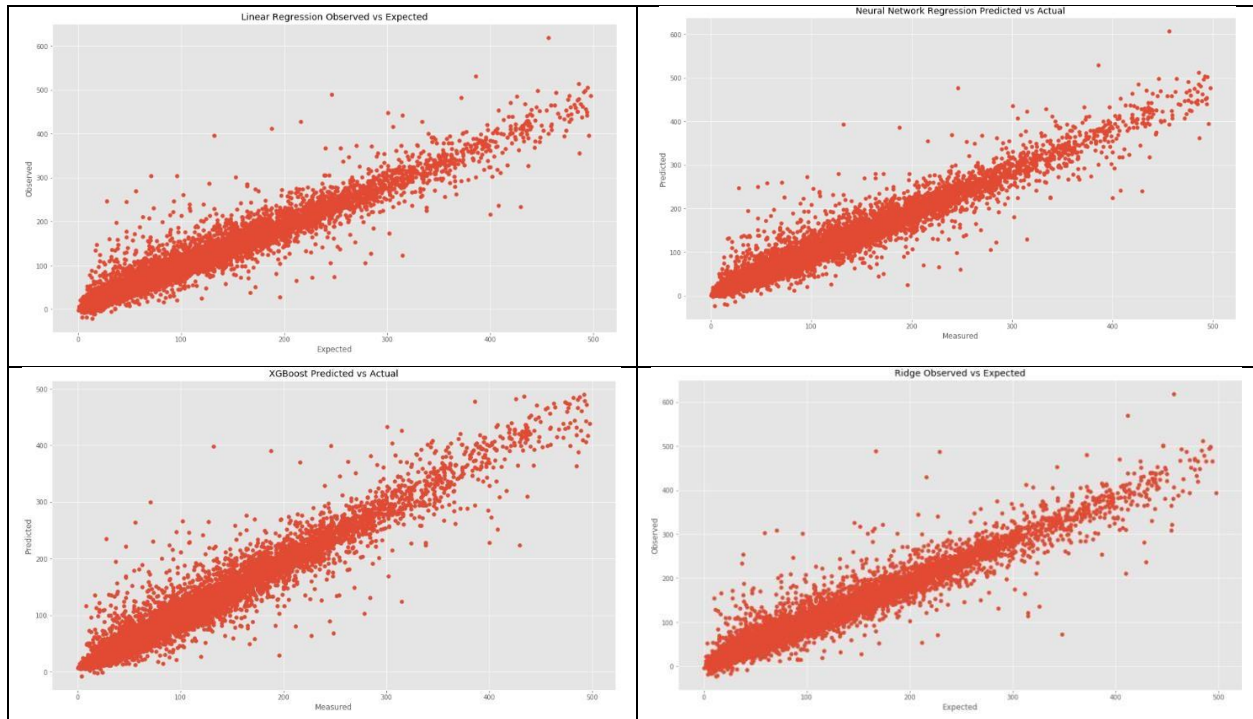 Linear Regression Observed vs Expected
600
500
400
300
200
100
0
Observed
0 100 200 300 400 500
Expected
Neural Network Regression Predicted vs Actual
600
500
400
300
200
100
0
Predicted
0 100 200 300 400 500
Measured
XGBoost Predicted vs Actual
500
400
300
200
100
0
Predicted
0 100 200 300 400 500
Measured
Ridge Observed vs Expected
600
500
400
300
200
100
0
Observed
0 100 200 300 400 500
Expected